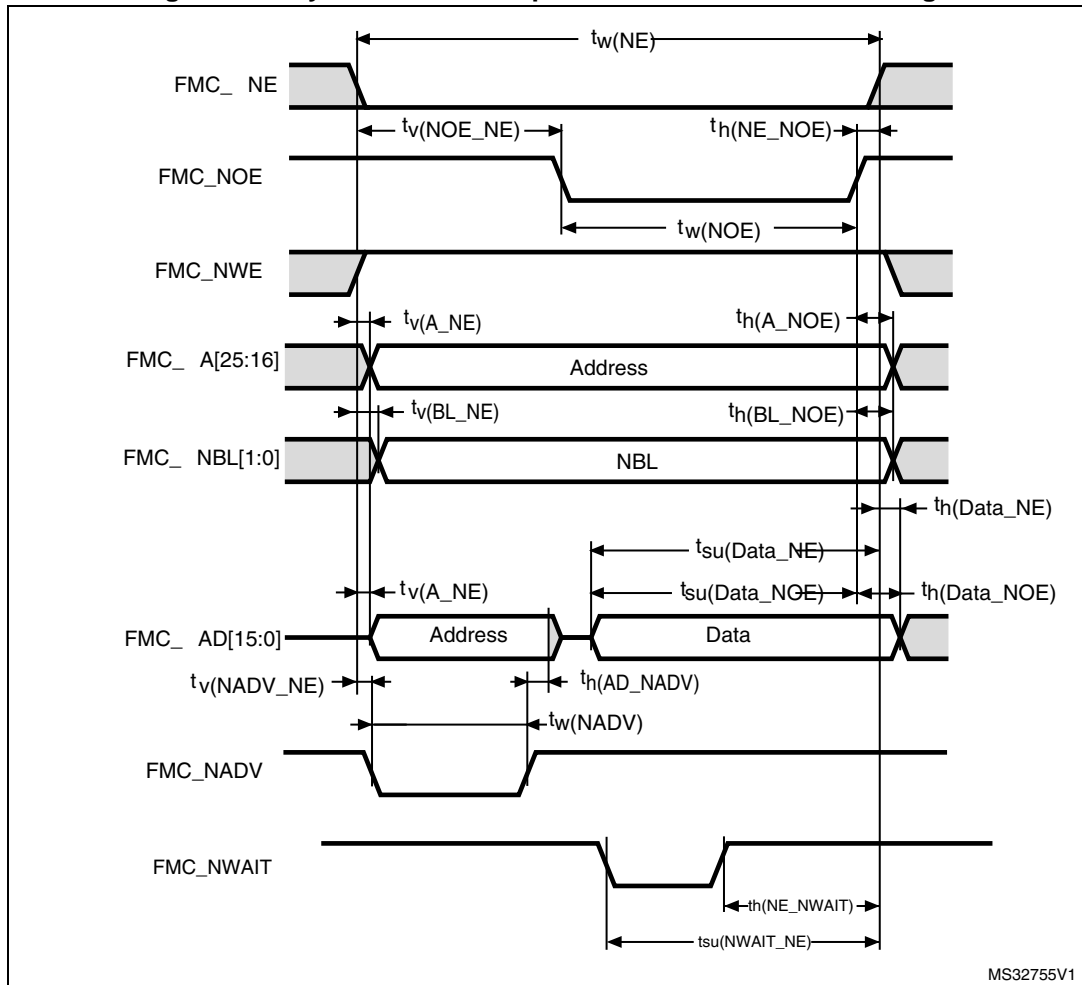 tw(NE)
FMC_ NE
tv(NOE_NE)
th(NE_NOE)
FMC_NOE
tw(NOE)
FMC_NWE
tv(A_NE)
th(A_NOE)
FMC_ A[25:16]
Address
tv(BL_NE)
th(BL_NOE)
FMC_ NBL[1:0]
NBL
th(Data_NE)
tsu(Data_NE)
tv(A_NE)
tsu(Data_NOE)
th(Data_NOE)
FMC_ AD[15:0]
Address
Data
tv(NADV_NE)
th(AD_NADV)
tw(NADV)
FMC_NADV
FMC_NWAIT
th(NE_NWAIT)
tsu(NWAIT_NE)
MS32755V1